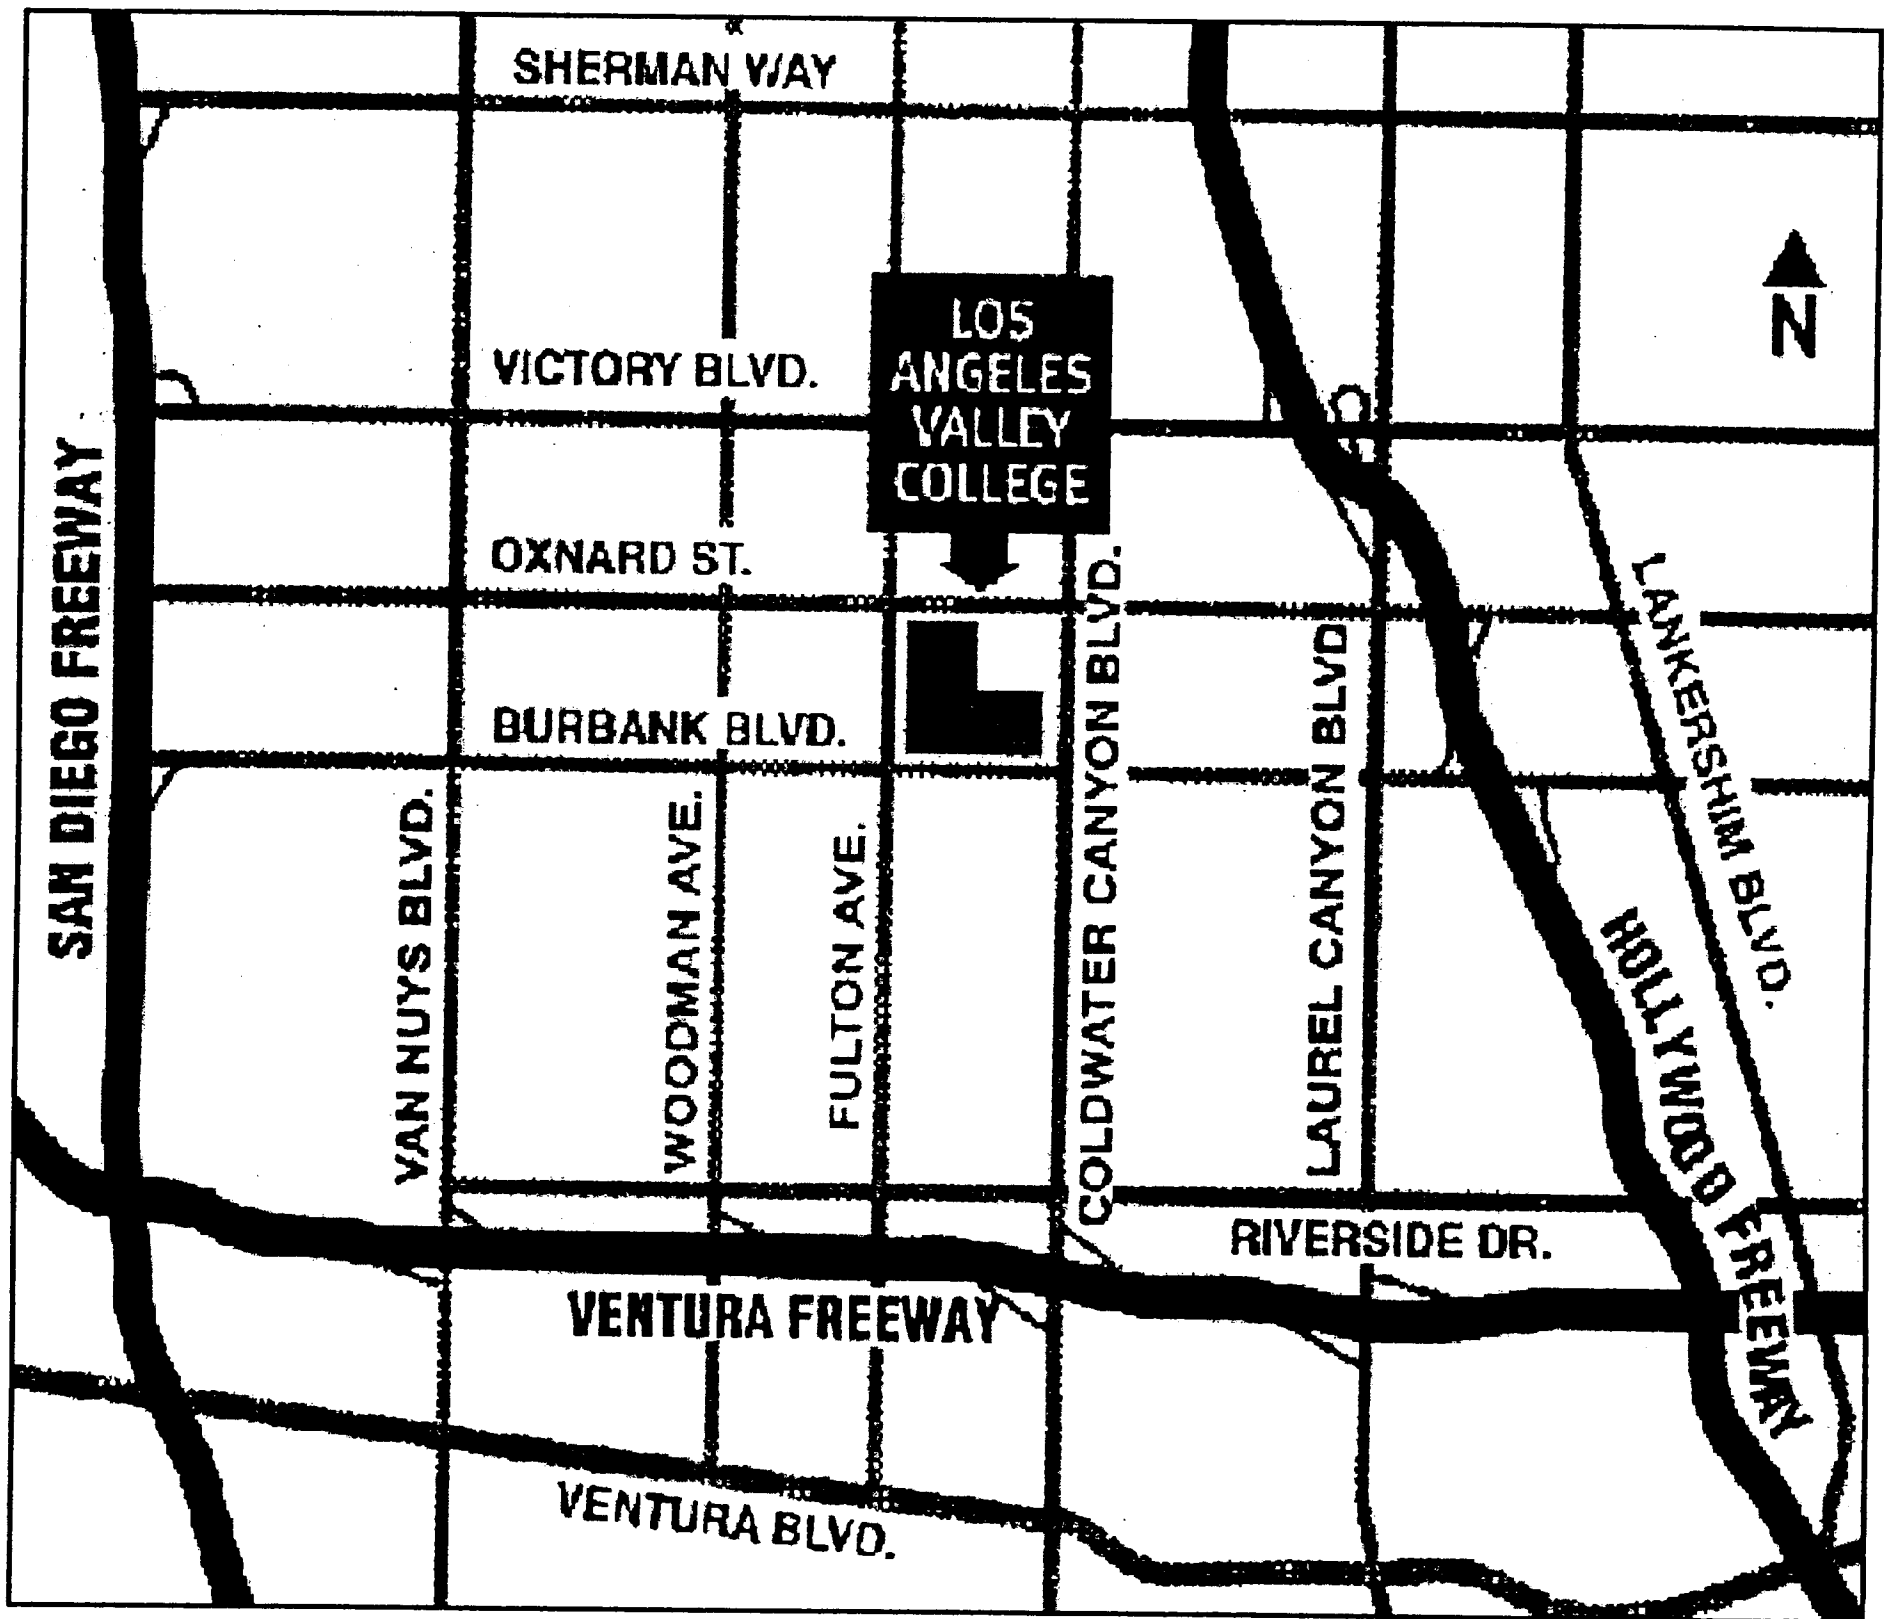 SHERMAN WAY
LOS
ANGELES
VALLEY
COLLEGE
N
VICTORY BLVD.
OXNARD ST.
BURBANK BLVD.
SAN DIEGO FREEWAY
VAN NUYS BLVD.
WOODMAN AVE.
FULTON AVE.
COLDWATER CANYON BLVD.
LAUREL CANYON BLVD
LANKERSHIM BLVD.
HOLLYWOOD FREEWAY
RIVERSIDE DR.
VENTURA FREEWAY
VENTURA BLVD.